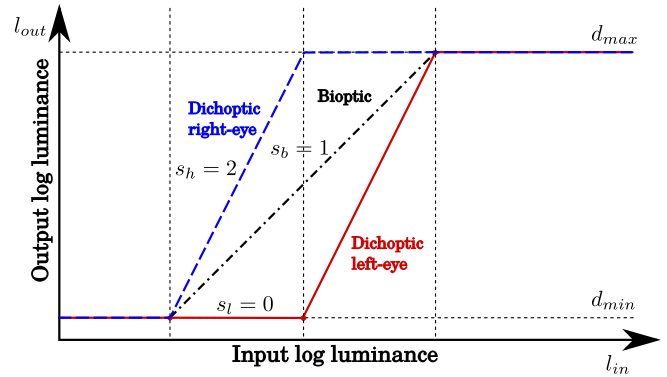 l_out
d_max
Output log luminance
Dichoptic
right-eye
Bioptic
s_h = 2
s_b = 1
Dichoptic
left-eye
s_l = 0
d_min
Input log luminance
l_in